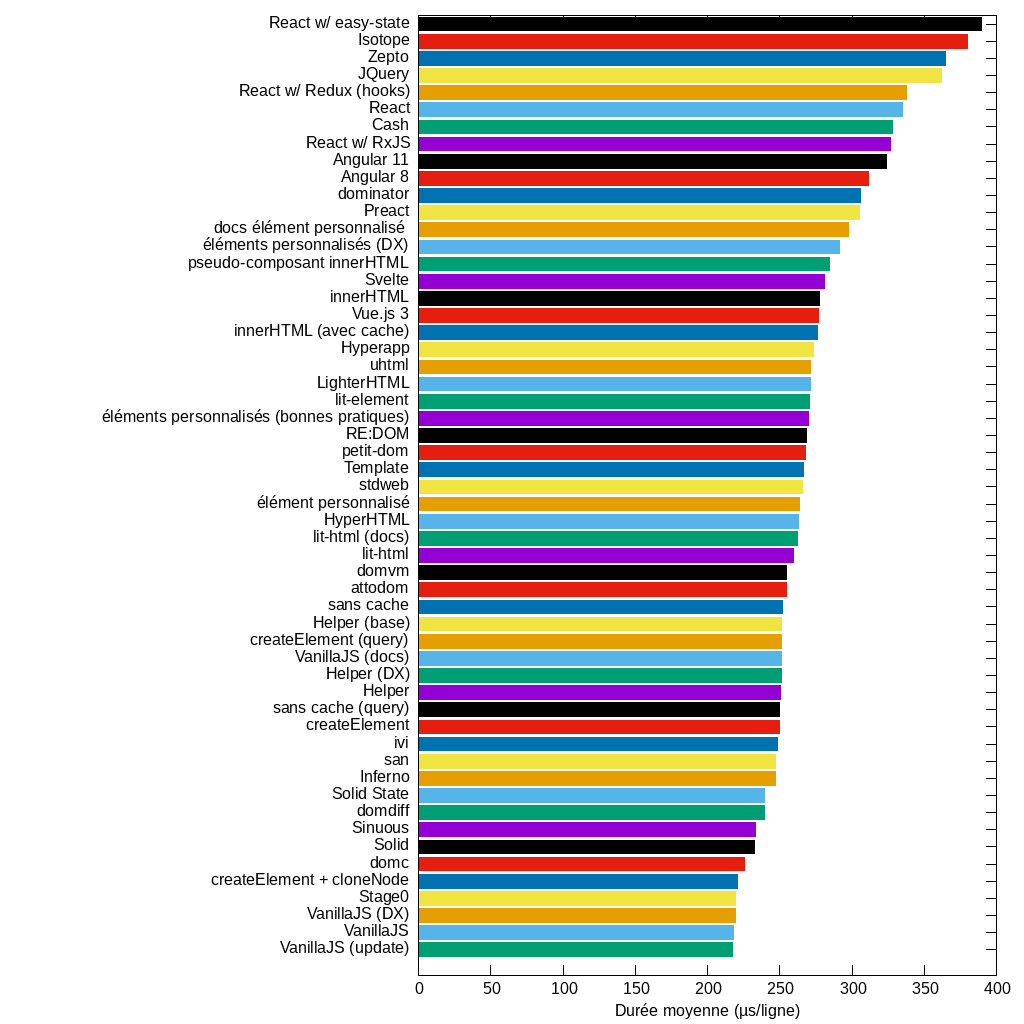 React w/ easy-state
Isotope
Zepto
JQuery
React w/ Redux (hooks)
React
Cash
React w/ RxJS
Angular 11
Angular 8
dominator
Preact
docs élément personnalisé
éléments personnalisés (DX)
pseudo-composant innerHTML
Svelte
innerHTML
Vue.js 3
innerHTML (avec cache)
Hyperapp
uhtml
LighterHTML
lit-element
éléments personnalisés (bonnes pratiques)
RE:DOM
petit-dom
Template
stdweb
élément personnalisé
HyperHTML
lit-html (docs)
lit-html
domvm
attodom
sans cache
Helper (base)
createElement (query)
VanillaJS (docs)
Helper (DX)
Helper
sans cache (query)
createElement
ivi
san
Inferno
Solid State
domdiff
Sinuous
Solid
domc
createElement + cloneNode
Stage0
VanillaJS (DX)
VanillaJS
VanillaJS (update)
0 50 100 150 200 250 300 350 400
Durée moyenne (µs/ligne)